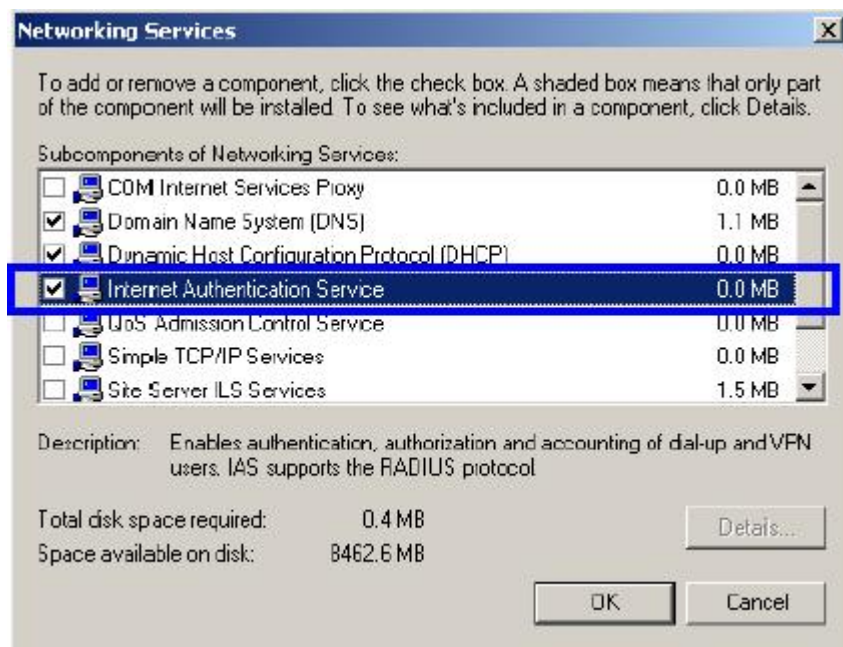 Networking Services
To add or remove a component, click the check box. A shaded box means that only part
of the component will be installed. To see what's included in a component, click Details.
Subcomponents of Networking Services:
COM Internet Services Proxy 0.0 MB
Domain Name System (DNS) 1.1 MB
Dynamic Host Configuration Protocol (DHCP) 0.0 MB
Internet Authentication Service 0.0 MB
QoS Admission Control Service 0.0 MB
Simple TCP/IP Services 0.0 MB
Site Server ILS Services 1.5 MB
Description: Enables authentication, authorization and accounting of dial-up and VPN
users. IAS supports the RADIUS protocol
Total disk space required: 0.4 MB
Space available on disk: 8462.6 MB
Details...
OK Cancel